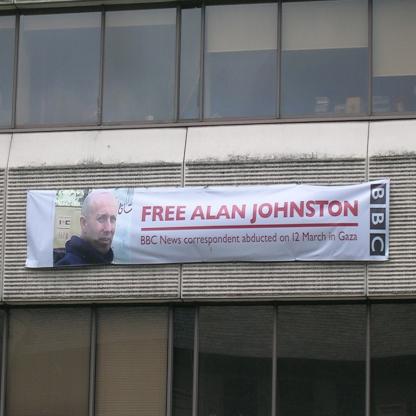 FREE ALAN JOHNSTON
BBC News correspondent abducted on 12 March in Gaza
BBC